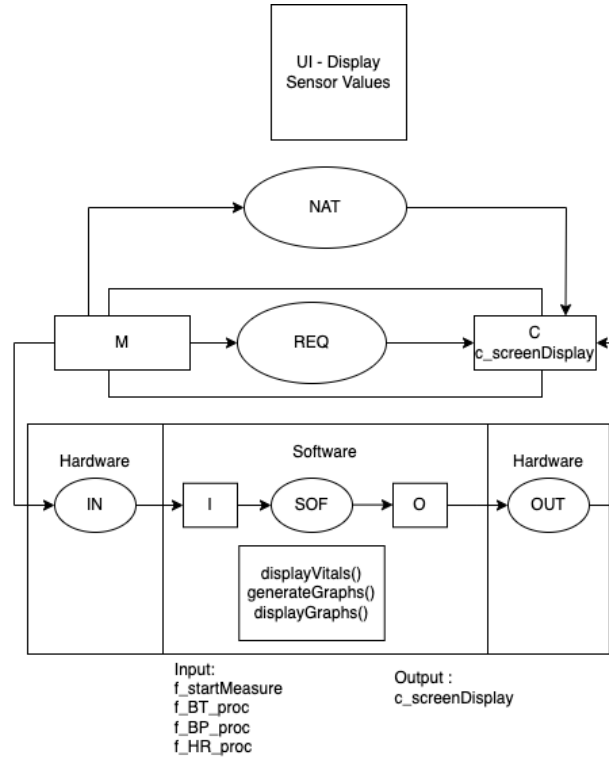 UI - Display
Sensor Values
NAT
M
REQ
C
c_screenDisplay
Hardware
Software
Hardware
IN
I
SOF
O
OUT
displayVitals()
generateGraphs()
displayGraphs()
Input:
f_startMeasure
f_BT_proc
f_BP_proc
f_HR_proc
Output :
c_screenDisplay